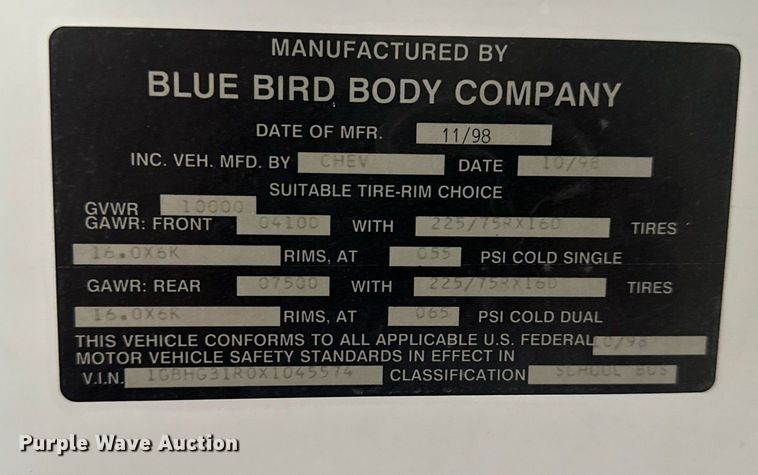 MANUFACTURED BY
BLUE BIRD BODY COMPANY
DATE OF MFR. 11/98
INC. VEH. MFD. BY CHEV DATE 10/98
SUITABLE TIRE-RIM CHOICE
GVWR 10000
GAWR: FRONT 04100 WITH 225/75RX16D TIRES
16.0X6K RIMS, AT 055 PSI COLD SINGLE
GAWR: REAR 07500 WITH 225/75RX16D TIRES
16.0X6K RIMS, AT 065 PSI COLD DUAL
THIS VEHICLE CONFORMS TO ALL APPLICABLE U.S. FEDERAL 10/98
MOTOR VEHICLE SAFETY STANDARDS IN EFFECT IN
V.I.N. 1GBHG31R0X1045574 CLASSIFICATION SCHOOL BUS
Purple Wave Auction